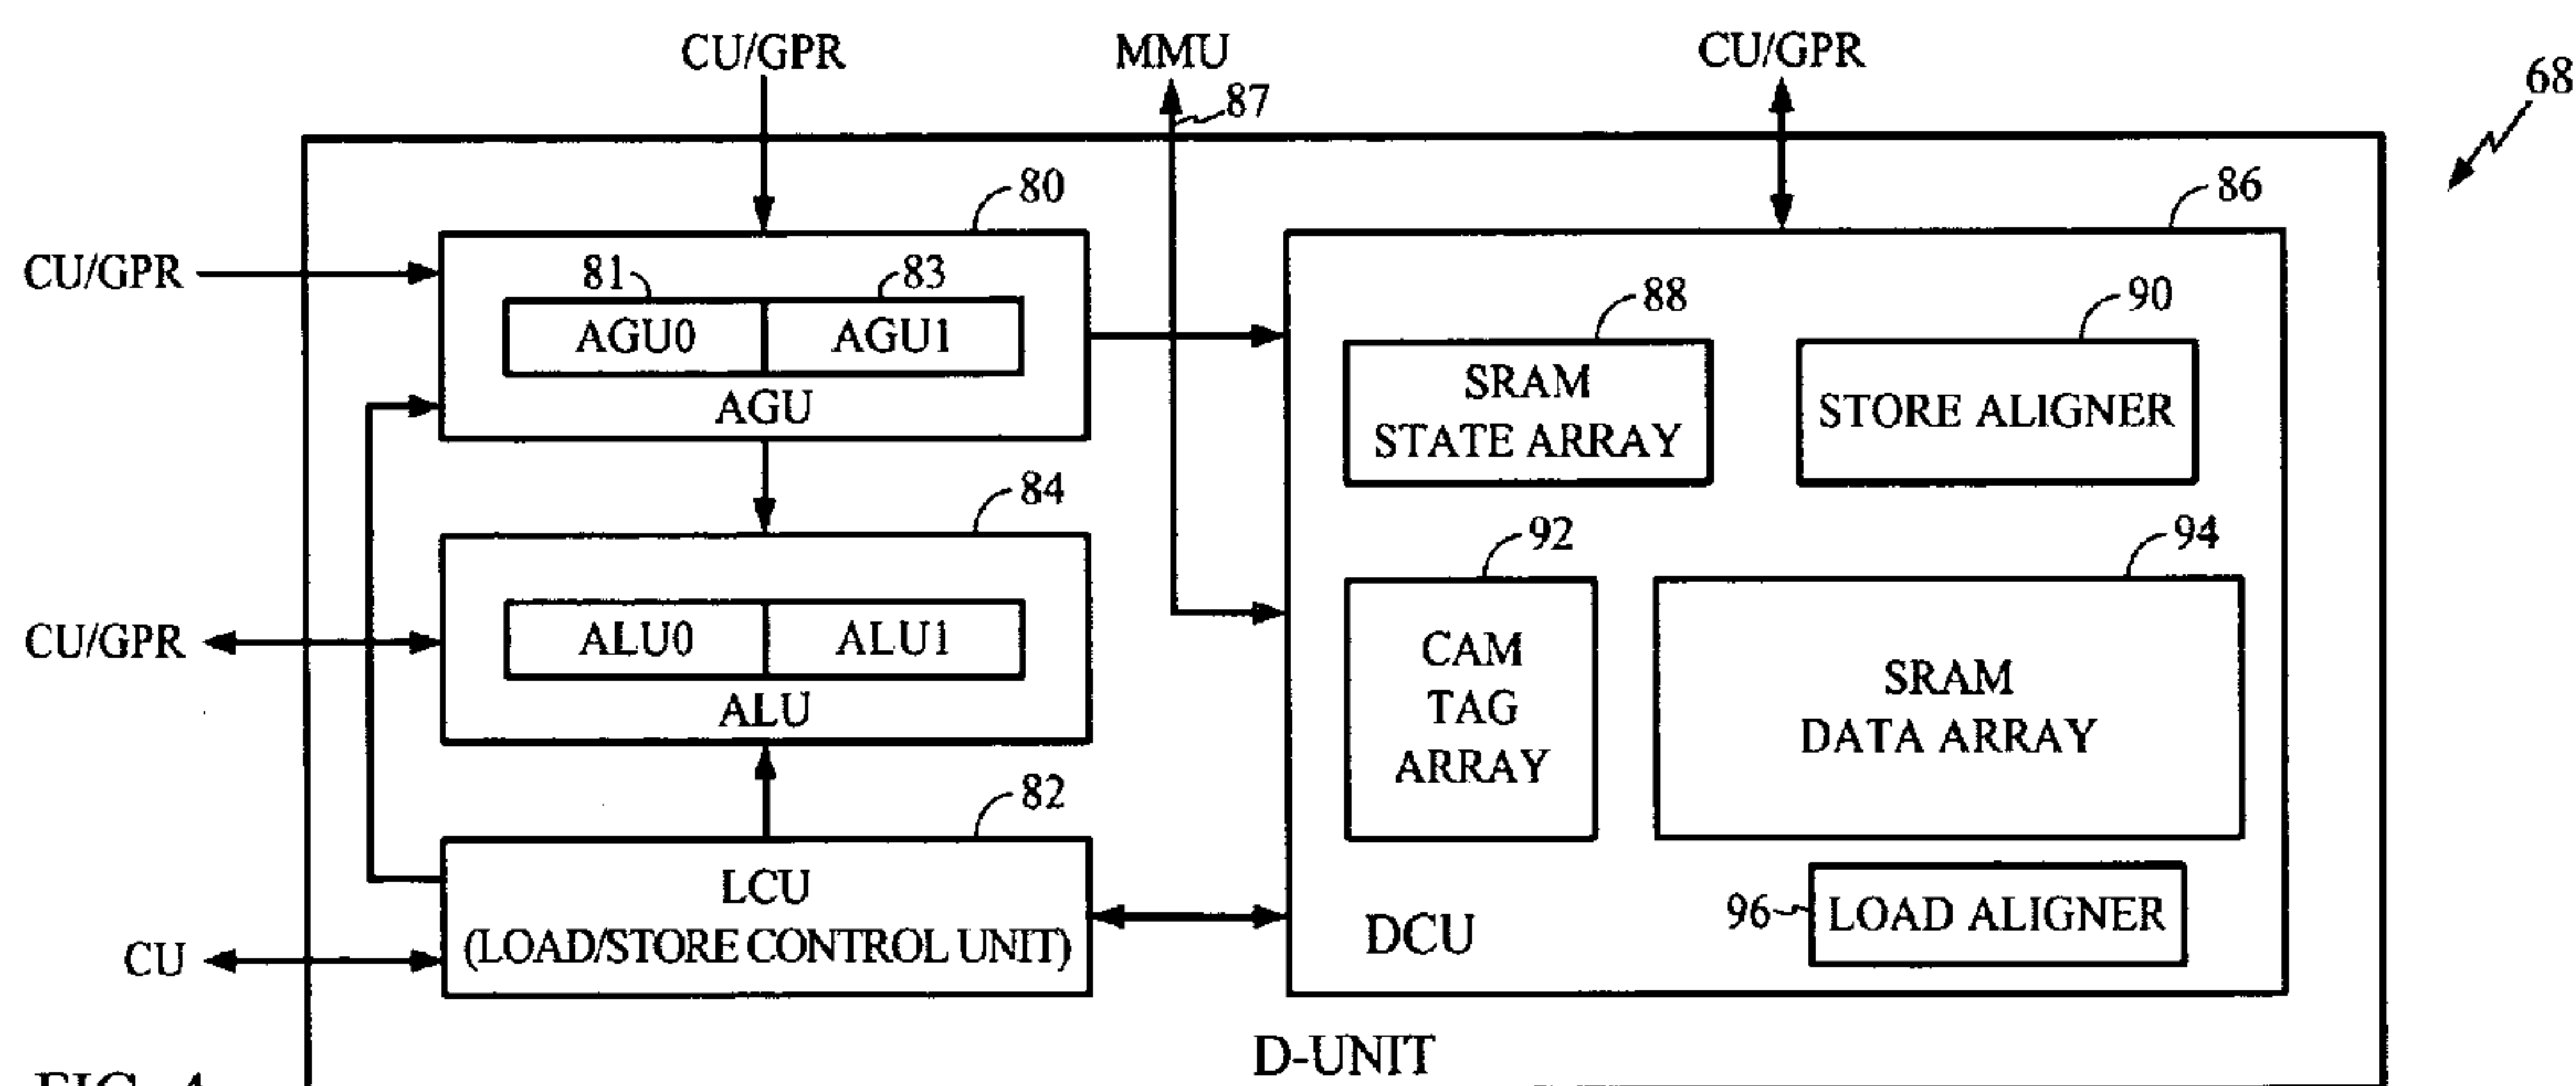 CU/GPR
MMU
CU/GPR
68
87
80
86
CU/GPR
81
83
AGU0
AGU1
AGU
88
90
SRAM
STATE ARRAY
STORE ALIGNER
84
92
94
CU/GPR
ALU0
ALU1
ALU
CAM
TAG
ARRAY
SRAM
DATA ARRAY
82
LCU
(LOAD/STORE CONTROL UNIT)
CU
DCU
96
LOAD ALIGNER
D-UNIT
FIG. 4